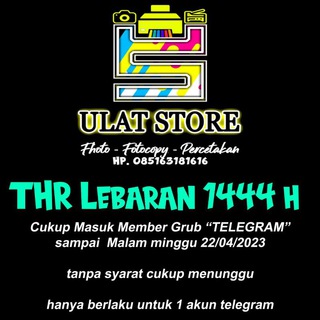 ULAT STORE
Fhoto - Fotocopy - Percetakan
HP. 085163181616
THR LEBARAN 1444 H
Cukup Masuk Member Grub “TELEGRAM”
sampai Malam minggu 22/04/2023
tanpa syarat cukup menunggu
hanya berlaku untuk 1 akun telegram